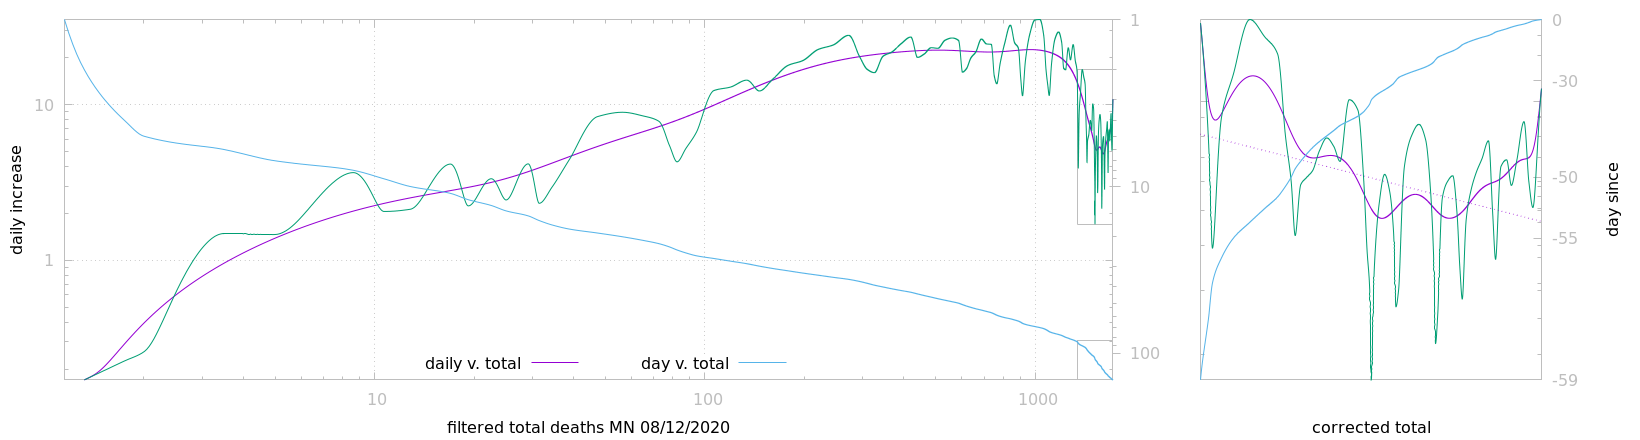 daily increase
10
1
10
100
1000
1
10
100
daily v. total
day v. total
filtered total deaths MN 08/12/2020
0
-30
-50
-55
-59
day since
corrected total